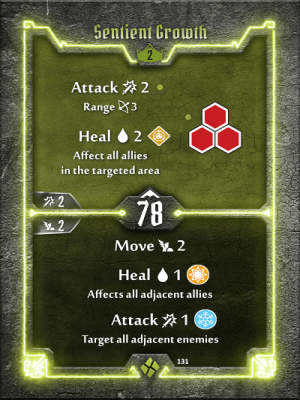 Sentient Growth
2
Attack 2
Range 3
Heal 2
Affect all allies
in the targeted area
2
78
2
Move 2
Heal 1
Affects all adjacent allies
Attack 1
Target all adjacent enemies
131